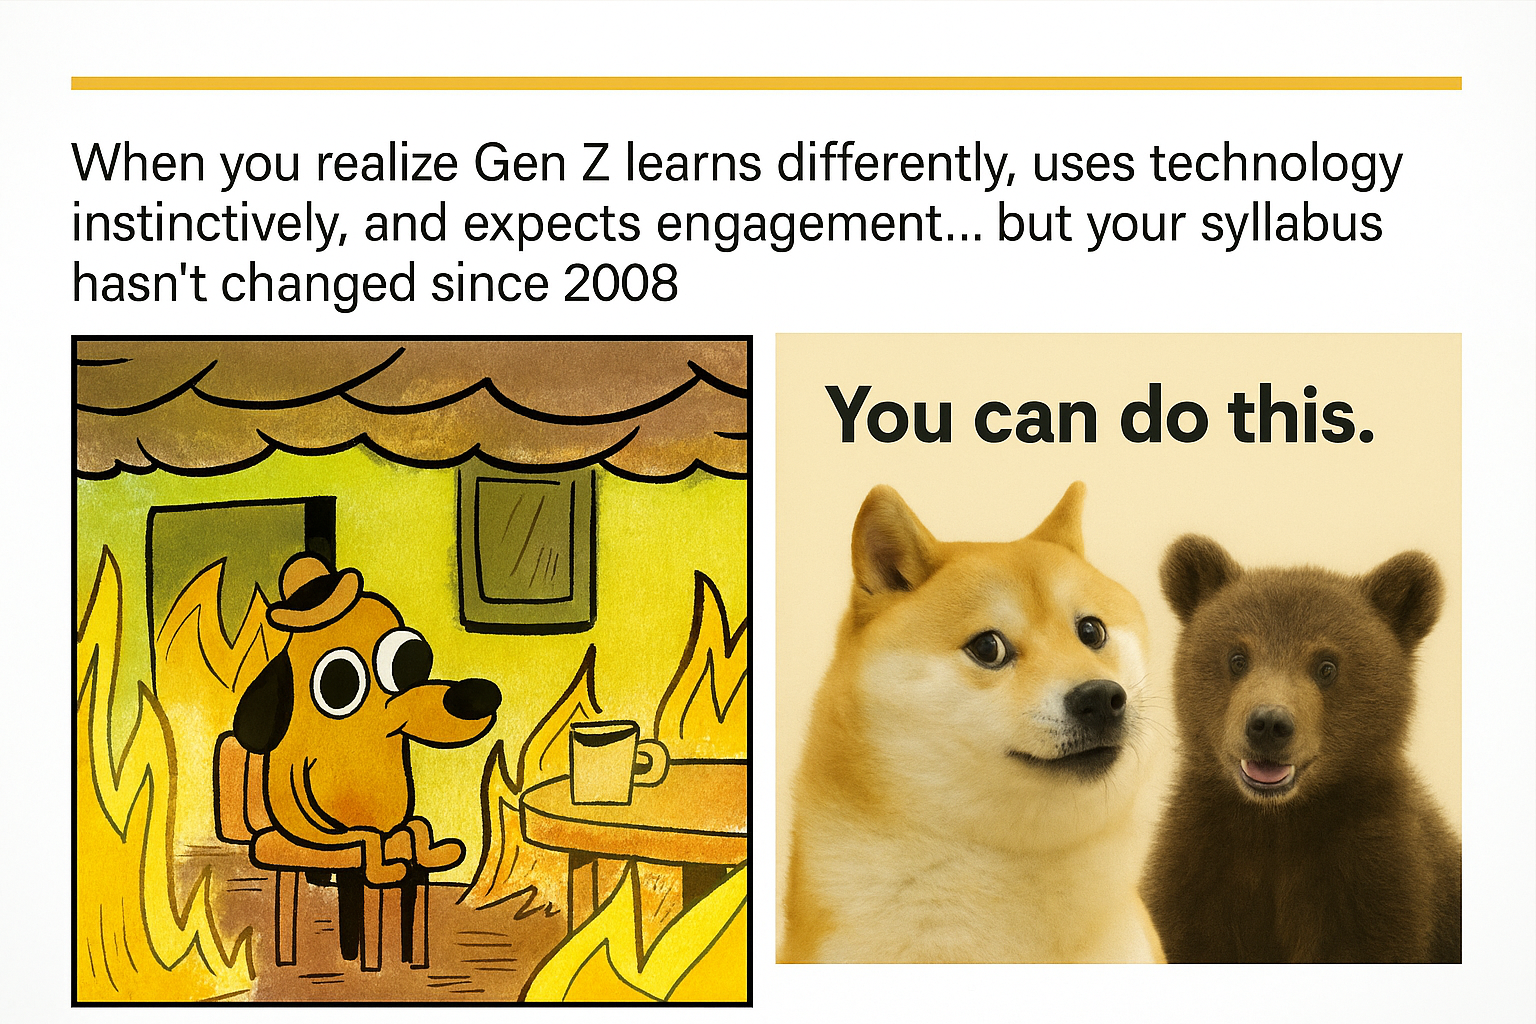 When you realize Gen Z learns differently, uses technology
instinctively, and expects engagement... but your syllabus
hasn't changed since 2008
You can do this.